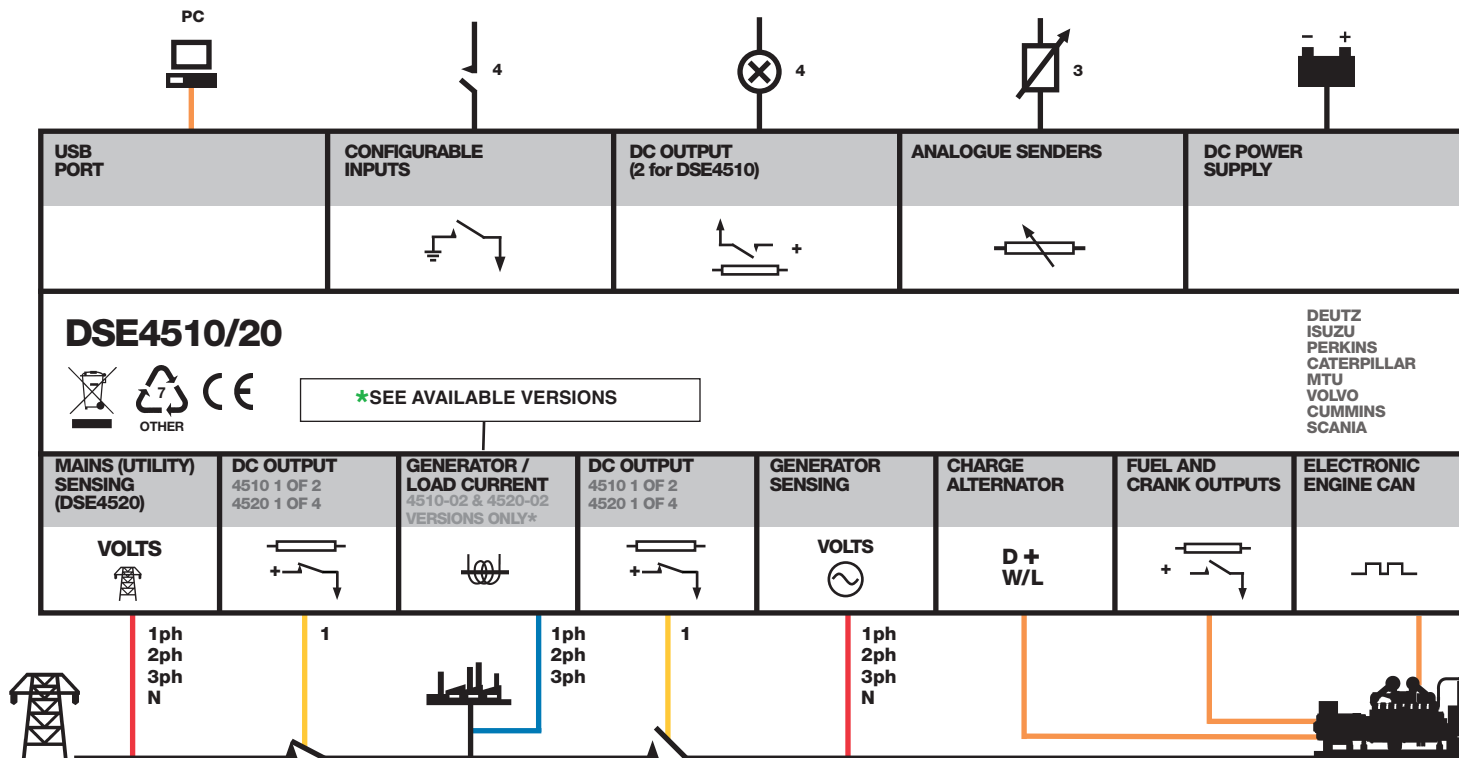 PC
4
4
3
- +
USB
PORT
CONFIGURABLE
INPUTS
DC OUTPUT
(2 for DSE4510)
ANALOGUE SENDERS
DC POWER
SUPPLY
+
DSE4510/20
7
OTHER
CE
*SEE AVAILABLE VERSIONS
DEUTZ
ISUZU
PERKINS
CATERPILLAR
MTU
VOLVO
CUMMINS
SCANIA
MAINS (UTILITY)
SENSING
(DSE4520)
VOLTS
DC OUTPUT
4510 1 OF 2
4520 1 OF 4
+
GENERATOR /
LOAD CURRENT
4510-02 & 4520-02
VERSIONS ONLY*
DC OUTPUT
4510 1 OF 2
4520 1 OF 4
+
GENERATOR
SENSING
VOLTS
CHARGE
ALTERNATOR
D +
W/L
FUEL AND
CRANK OUTPUTS
+
ELECTRONIC
ENGINE CAN
1ph
2ph
3ph
N
1
1ph
2ph
3ph
1
1ph
2ph
3ph
N